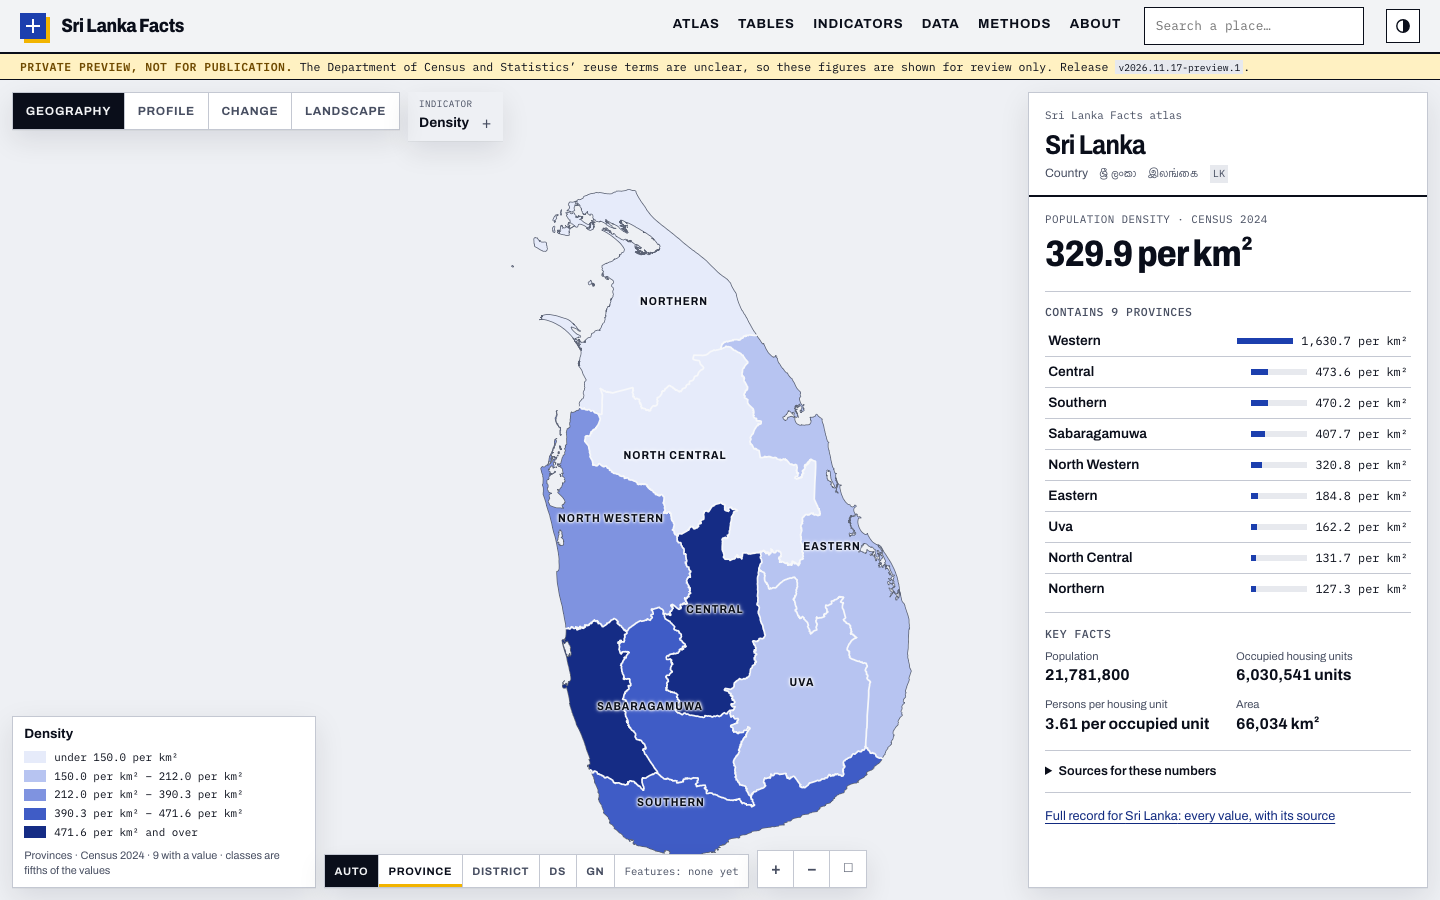 Sri Lanka Facts
ATLAS TABLES INDICATORS DATA METHODS ABOUT
Search a place…
PRIVATE PREVIEW, NOT FOR PUBLICATION. The Department of Census and Statistics’ reuse terms are unclear, so these figures are shown for review only. Release v2026.11.17-preview.1.
GEOGRAPHY PROFILE CHANGE LANDSCAPE
INDICATOR
Density +
NORTHERN
NORTH CENTRAL
NORTH WESTERN
EASTERN
CENTRAL
UVA
SABARAGAMUWA
SOUTHERN
Density
under 150.0 per km²
150.0 per km² – 212.0 per km²
212.0 per km² – 390.3 per km²
390.3 per km² – 471.6 per km²
471.6 per km² and over
Provinces · Census 2024 · 9 with a value · classes are
fifths of the values
AUTO PROVINCE DISTRICT DS GN Features: none yet
+ −
Sri Lanka Facts atlas
Sri Lanka
Country ශ්‍රී ලංකා இலங்கை LK
POPULATION DENSITY · CENSUS 2024
329.9 per km²
CONTAINS 9 PROVINCES
Western 1,630.7 per km²
Central 473.6 per km²
Southern 470.2 per km²
Sabaragamuwa 407.7 per km²
North Western 320.8 per km²
Eastern 184.8 per km²
Uva 162.2 per km²
North Central 131.7 per km²
Northern 127.3 per km²
KEY FACTS
Population Occupied housing units
21,781,800 6,030,541 units
Persons per housing unit Area
3.61 per occupied unit 66,034 km²
Sources for these numbers
Full record for Sri Lanka: every value, with its source